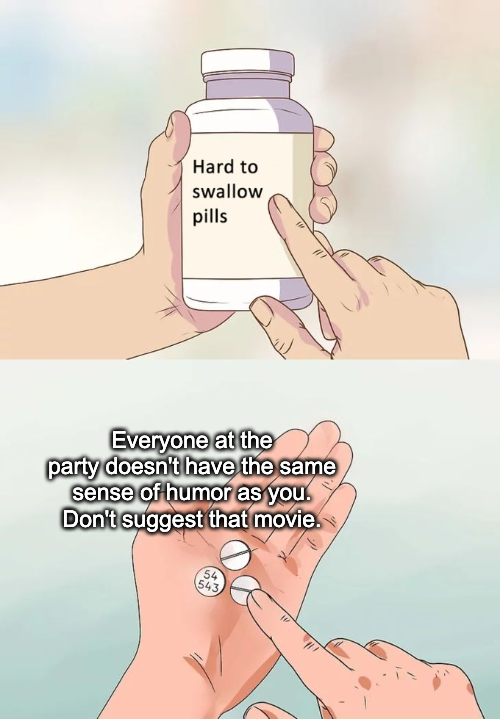 Hard to
swallow
pills
Everyone at the
party doesn't have the same
sense of humor as you.
Don't suggest that movie.
54
543